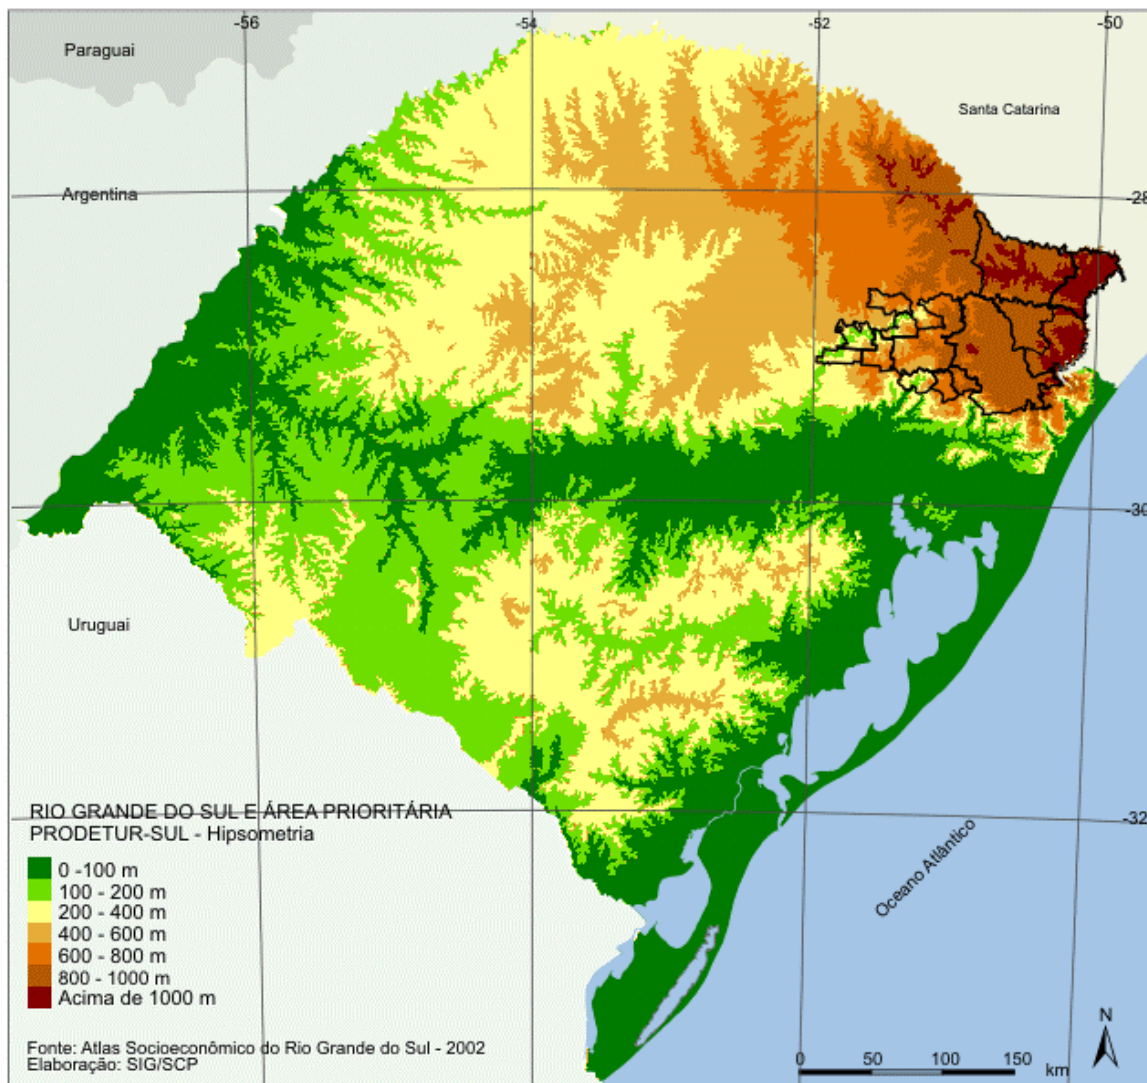 -56
-54
-52
-50
Paraguai
Santa Catarina
Argentina
-28
-30
Uruguai
-32
Oceano Atlântico
RIO GRANDE DO SUL E ÁREA PRIORITÁRIA
PRODETUR-SUL - Hipsometria
0 -100 m
100 - 200 m
200 - 400 m
400 - 600 m
600 - 800 m
800 - 1000 m
Acima de 1000 m
Fonte: Atlas Socioeconômico do Rio Grande do Sul - 2002
Elaboração: SIG/SCP
N
0 50 100 150
km